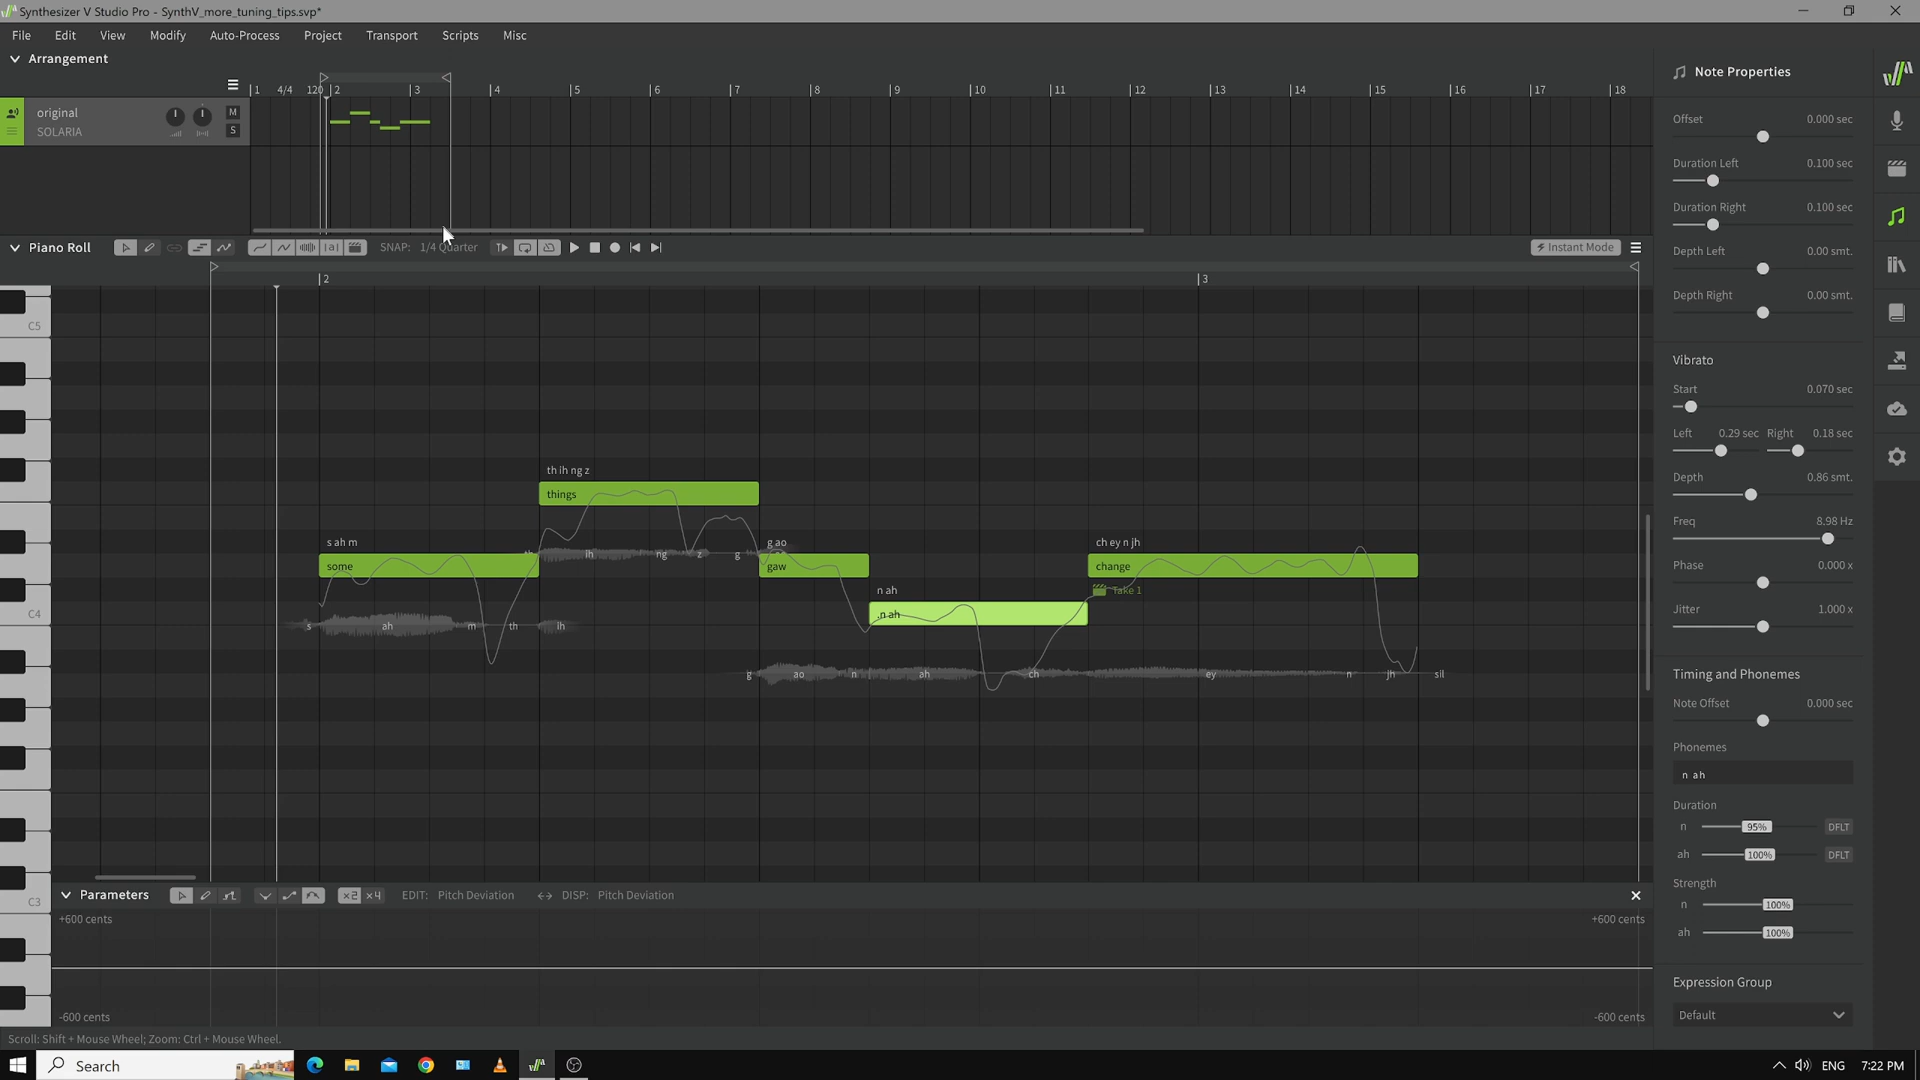 Synthesizer V Studio Pro - SynthV_more_tuning_tips.svp*
File Edit View Modify Auto-Process Project Transport Scripts Misc
Arrangement
Note Properties
1 4/4 120 2 3 4 5 6 7 8 9 10 11 12 13 14 15 16 17 18
original M
SOLARIA S
Offset 0.000 sec
Duration Left 0.100 sec
Duration Right 0.100 sec
Depth Left 0.00 smt.
Depth Right 0.00 smt.
Piano Roll SNAP: 1/4 Quarter Instant Mode
2 3
C5
th ih ng z
things
s ah m
some
th ih ng z g
g ao
gaw
n ah
.n ah
ch ey n jh
change
Take 1
C4
s ah m th ih
g ao n ah ch ey n jh sil
Vibrato
Start 0.070 sec
Left 0.29 sec Right 0.18 sec
Depth 0.86 smt.
Freq 8.98 Hz
Phase 0.000 x
Jitter 1.000 x
Timing and Phonemes
Note Offset 0.000 sec
Phonemes
n ah
Duration
n 95% DFLT
ah 100% DFLT
Strength
n 100%
ah 100%
Expression Group
Default
C3
Parameters x2 x4 EDIT: Pitch Deviation DISP: Pitch Deviation
+600 cents +600 cents
-600 cents -600 cents
Scroll: Shift + Mouse Wheel; Zoom: Ctrl + Mouse Wheel.
Search
ENG 7:22 PM